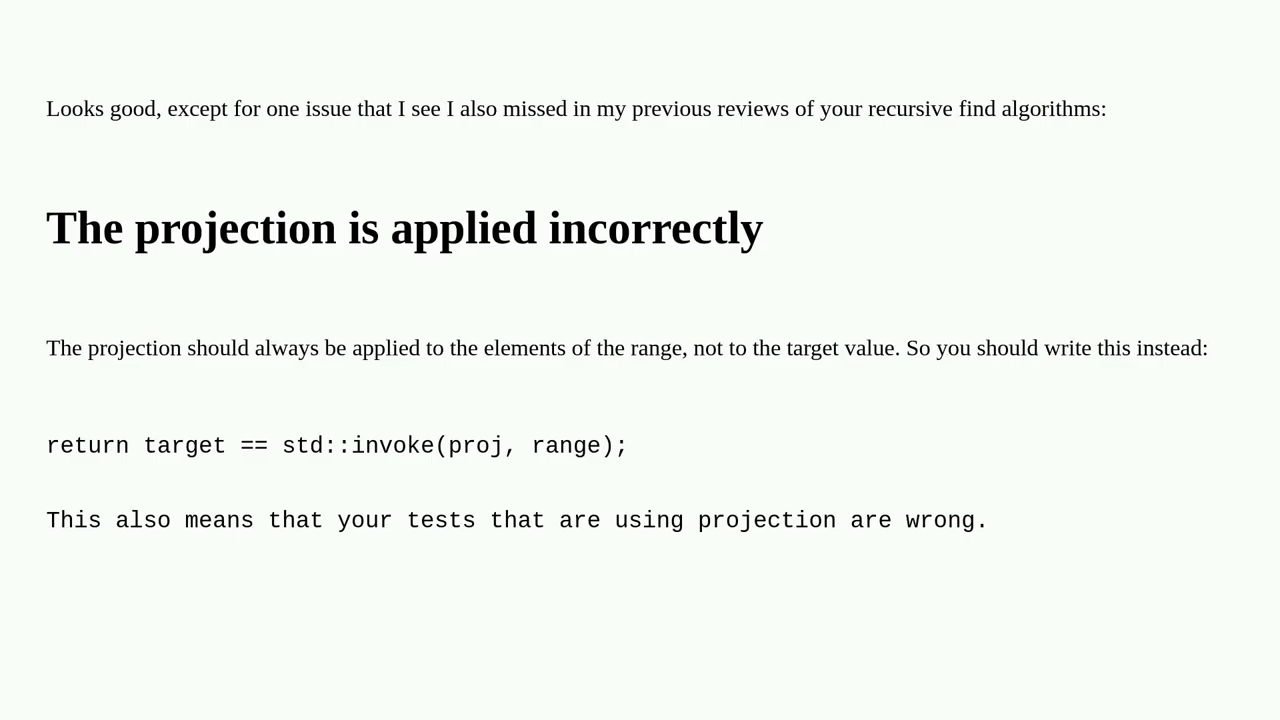 Looks good, except for one issue that I see I also missed in my previous reviews of your recursive find algorithms:
The projection is applied incorrectly
The projection should always be applied to the elements of the range, not to the target value. So you should write this instead:
return target == std::invoke(proj, range);
This also means that your tests that are using projection are wrong.